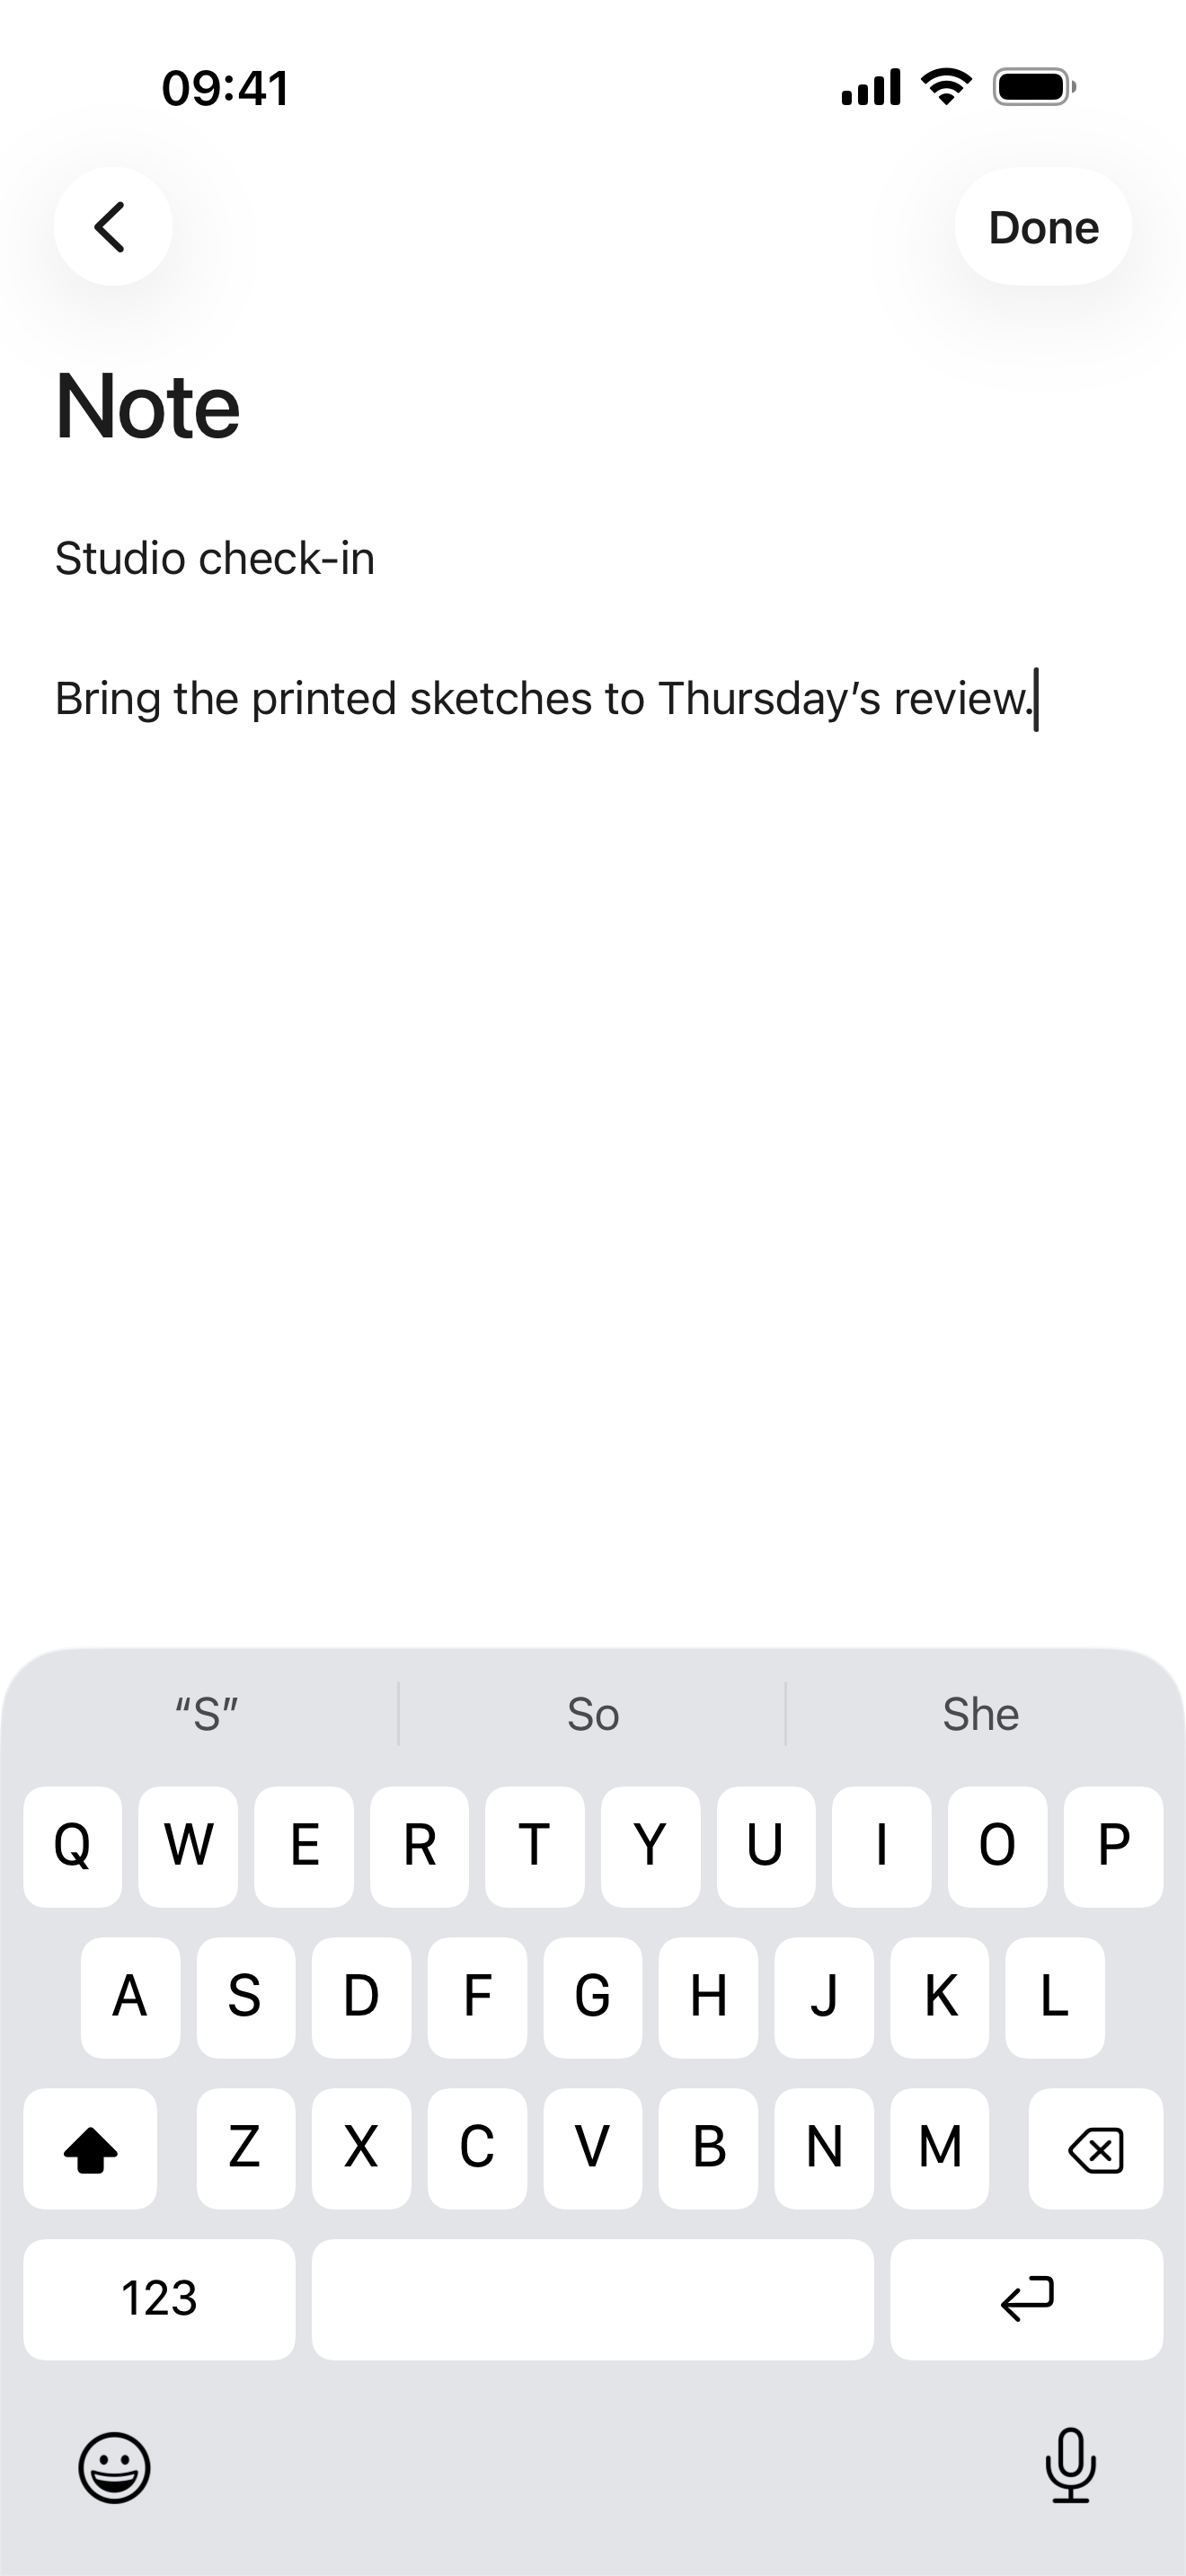 09:41
Done
Note
Studio check-in
Bring the printed sketches to Thursday’s review.
“S” So She
Q W E R T Y U I O P
A S D F G H J K L
Z X C V B N M
123